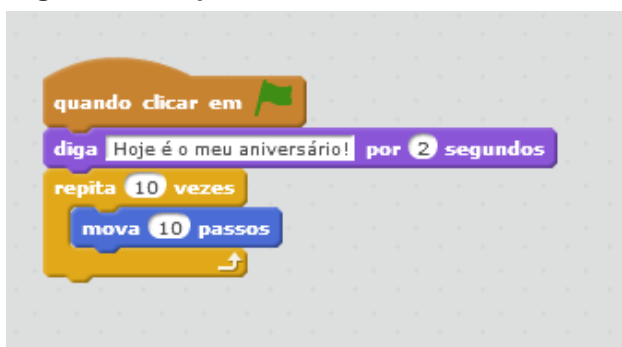 quando clicar em
diga Hoje é o meu aniversário! por 2 segundos
repita 10 vezes
mova 10 passos